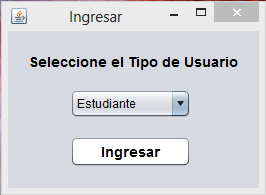 Ingresar
Seleccione el Tipo de Usuario
Estudiante
Ingresar